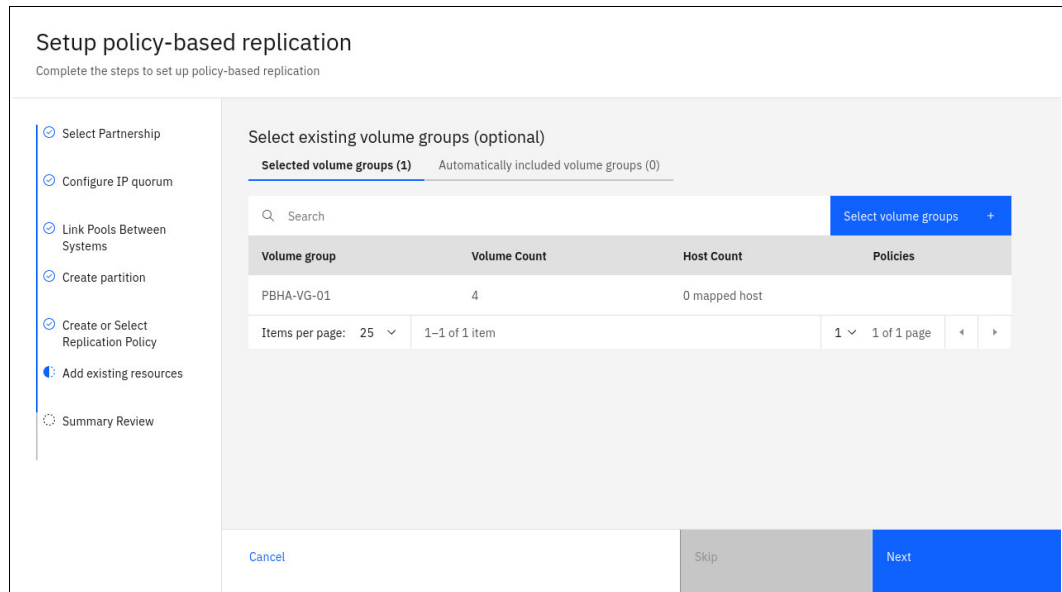 Setup policy-based replication
Complete the steps to set up policy-based replication
Select Partnership
Configure IP quorum
Link Pools Between
Systems
Create partition
Create or Select
Replication Policy
Add existing resources
Summary Review
Select existing volume groups (optional)
Selected volume groups (1) Automatically included volume groups (0)
Search Select volume groups +
Volume group Volume Count Host Count Policies
PBHA-VG-01 4 0 mapped host
Items per page: 25 1–1 of 1 item 1 1 of 1 page
Cancel Skip Next